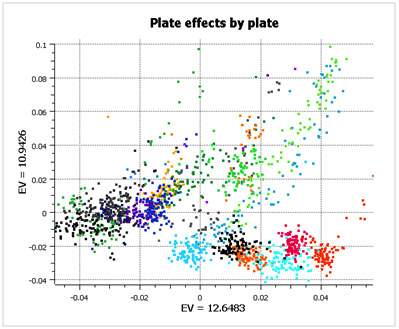 Plate effects by plate
0.1
0.08
0.06
0.04
0.02
0
-0.02
-0.04
EV = 10.9426
-0.04 -0.02 0 0.02 0.04
EV = 12.6483